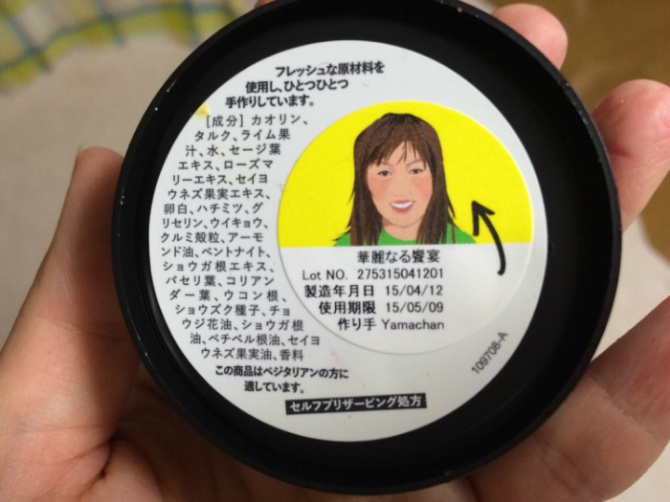 フレッシュな原材料を
使用し、ひとつひとつ
手作りしています。
[成分] カオリン、
タルク、ライム果
汁、水、セージ葉
エキス、ローズマ
リーエキス、セイヨ
ウネズ果実エキス、
卵白、ハチミツ、グ
リセリン、ウイキョウ、
クルミ殻粒、アーモ
ンド油、ベントナイト、
ショウガ根エキス、
パセリ葉、コリアン
ダー葉、ウコン根、
ショウズク種子、チョ
ウジ花油、ショウガ根
油、ベチベル根油、セイヨ
ウネズ果実油、香料
この商品はベジタリアンの方に
適しています。
セルフプリザービング処方
華麗なる饗宴
Lot NO. 275315041201
製造年月日 15/04/12
使用期限 15/05/09
作り手 Yamachan
109708-A